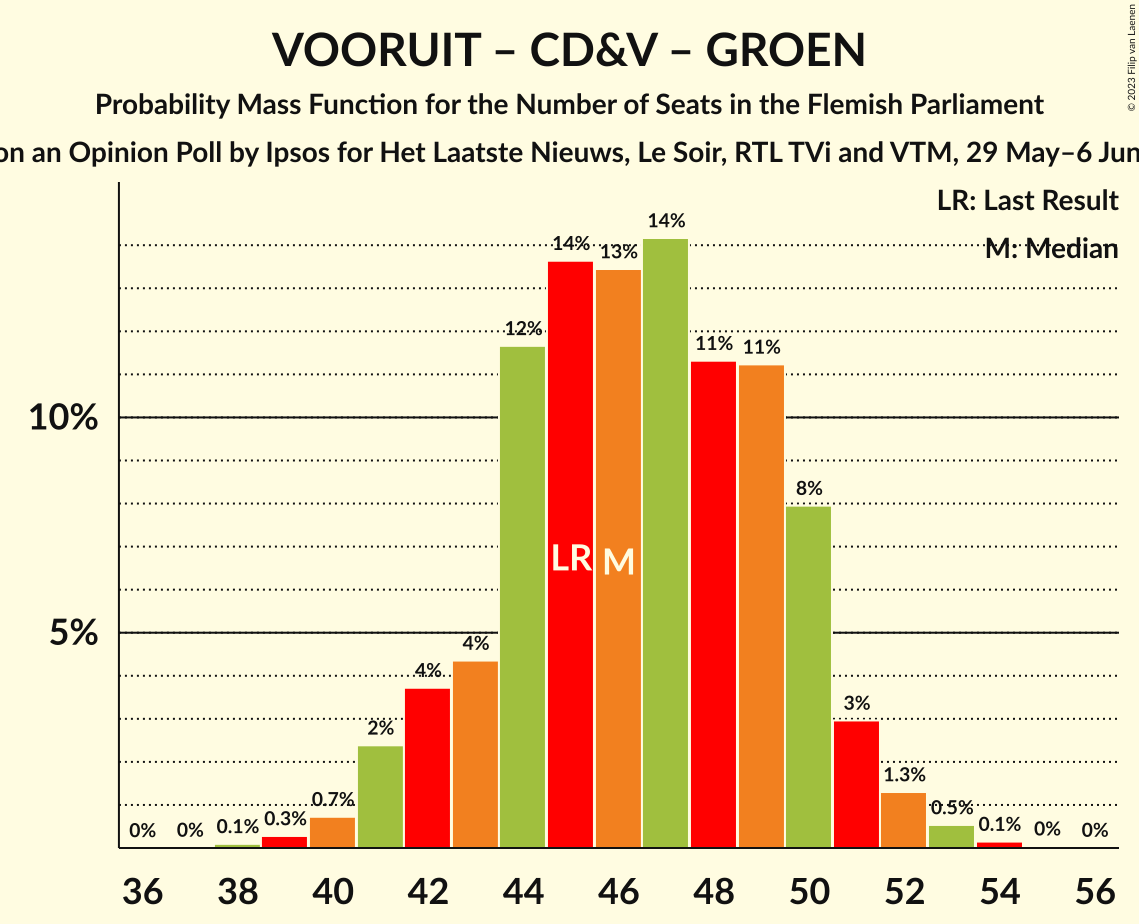 VOORUIT – CD&V – GROEN
Probability Mass Function for the Number of Seats in the Flemish Parliament
on an Opinion Poll by Ipsos for Het Laatste Nieuws, Le Soir, RTL TVi and VTM, 29 May–6 Jun
© 2023 Filip van Laenen
LR: Last Result
M: Median
10%
5%
0% 0% 0.1% 0.3% 0.7% 2% 4% 4% 12% 14% 13% 14% 11% 11% 8% 3% 1.3% 0.5% 0.1% 0% 0%
LR M
36 38 40 42 44 46 48 50 52 54 56